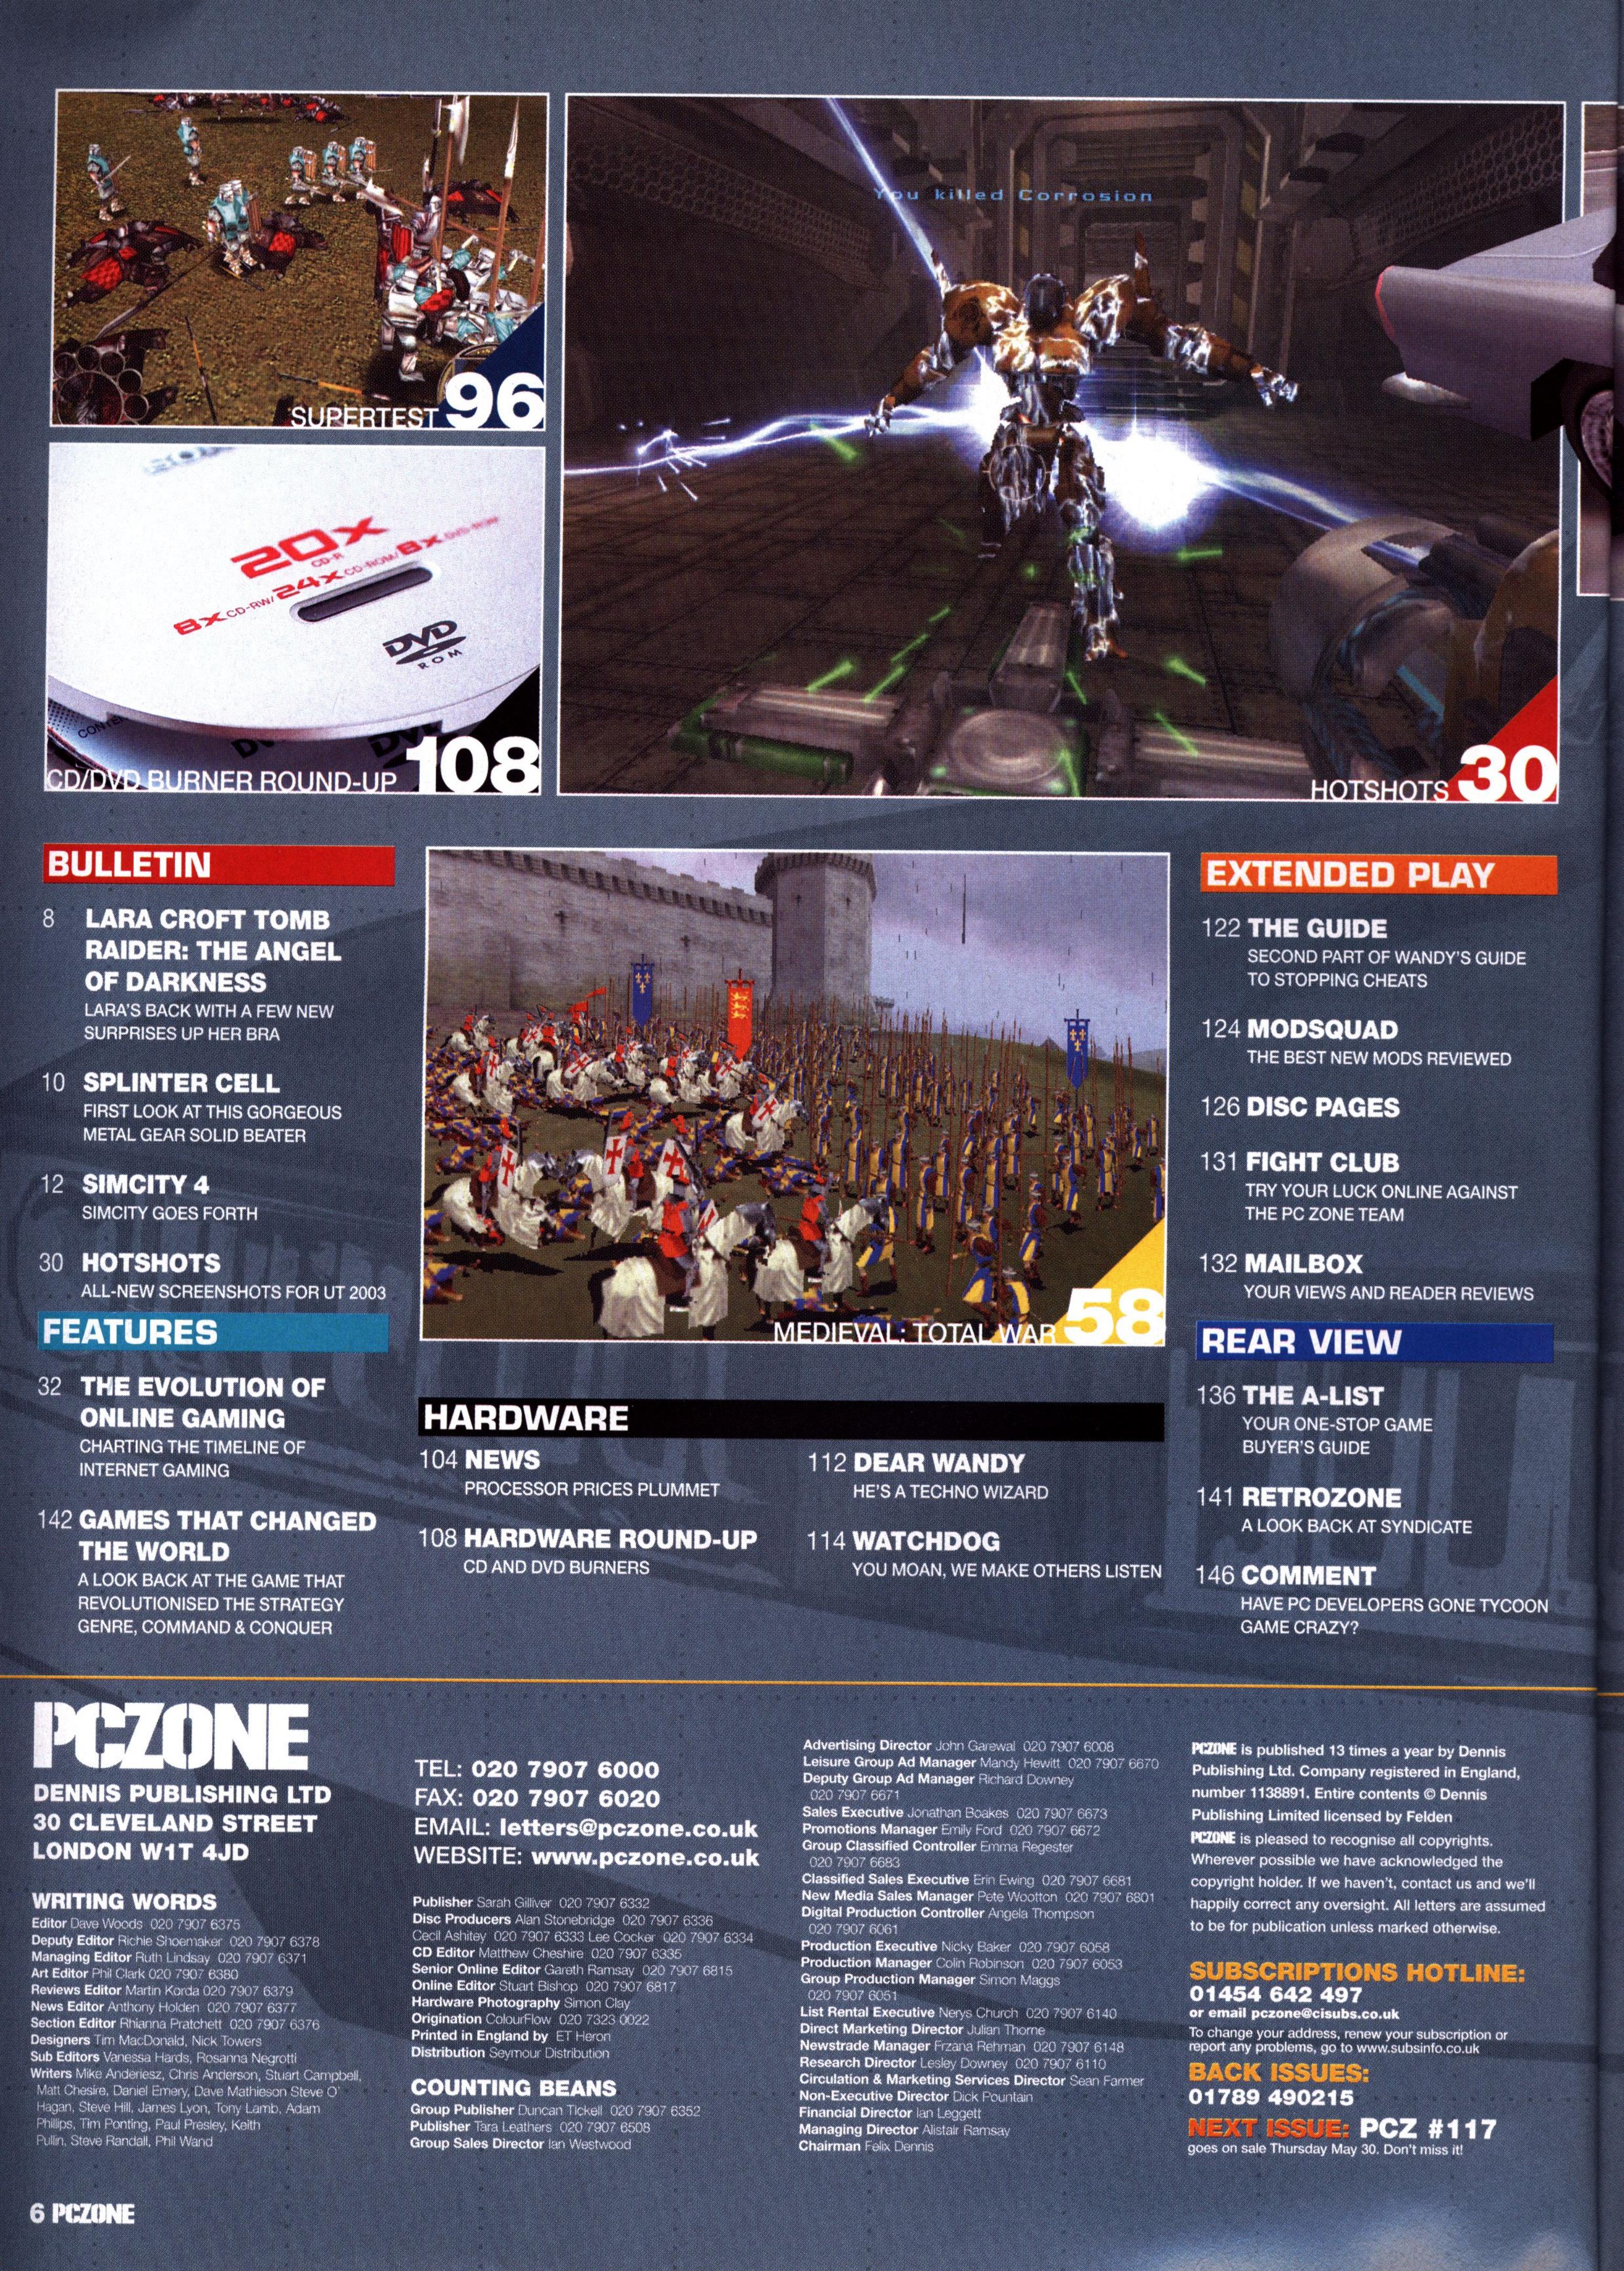 You killed Corrosion
SUPERTEST 96
20X
CD-R
8X CD-RW/ 24X CD-ROM/ 8X DVD-ROM
DVD
ROM
CD/DVD BURNER ROUND-UP 108
HOTSHOTS 30
BULLETIN
8 LARA CROFT TOMB
RAIDER: THE ANGEL
OF DARKNESS
LARA'S BACK WITH A FEW NEW
SURPRISES UP HER BRA
10 SPLINTER CELL
FIRST LOOK AT THIS GORGEOUS
METAL GEAR SOLID BEATER
12 SIMCITY 4
SIMCITY GOES FORTH
30 HOTSHOTS
ALL-NEW SCREENSHOTS FOR UT 2003
FEATURES
32 THE EVOLUTION OF
ONLINE GAMING
CHARTING THE TIMELINE OF
INTERNET GAMING
142 GAMES THAT CHANGED
THE WORLD
A LOOK BACK AT THE GAME THAT
REVOLUTIONISED THE STRATEGY
GENRE, COMMAND & CONQUER
MEDIEVAL: TOTAL WAR 58
HARDWARE
104 NEWS
PROCESSOR PRICES PLUMMET
108 HARDWARE ROUND-UP
CD AND DVD BURNERS
112 DEAR WANDY
HE'S A TECHNO WIZARD
114 WATCHDOG
YOU MOAN, WE MAKE OTHERS LISTEN
EXTENDED PLAY
122 THE GUIDE
SECOND PART OF WANDY'S GUIDE
TO STOPPING CHEATS
124 MODSQUAD
THE BEST NEW MODS REVIEWED
126 DISC PAGES
131 FIGHT CLUB
TRY YOUR LUCK ONLINE AGAINST
THE PC ZONE TEAM
132 MAILBOX
YOUR VIEWS AND READER REVIEWS
REAR VIEW
136 THE A-LIST
YOUR ONE-STOP GAME
BUYER'S GUIDE
141 RETROZONE
A LOOK BACK AT SYNDICATE
146 COMMENT
HAVE PC DEVELOPERS GONE TYCOON
GAME CRAZY?
PCZONE
DENNIS PUBLISHING LTD
30 CLEVELAND STREET
LONDON W1T 4JD
WRITING WORDS
Editor Dave Woods 020 7907 6375
Deputy Editor Richie Shoemaker 020 7907 6378
Managing Editor Ruth Lindsay 020 7907 6371
Art Editor Phil Clark 020 7907 6380
Reviews Editor Martin Korda 020 7907 6379
News Editor Anthony Holden 020 7907 6377
Section Editor Rhianna Pratchett 020 7907 6376
Designers Tim MacDonald, Nick Towers
Sub Editors Vanessa Hards, Rosanna Negrotti
Writers Mike Anderiesz, Chris Anderson, Stuart Campbell,
Matt Chesire, Daniel Emery, Dave Mathieson Steve O'
Hagan, Steve Hill, James Lyon, Tony Lamb, Adam
Phillips, Tim Ponting, Paul Presley, Keith
Pullin, Steve Randall, Phil Wand
TEL: 020 7907 6000
FAX: 020 7907 6020
EMAIL: letters@pczone.co.uk
WEBSITE: www.pczone.co.uk
Publisher Sarah Gilliver 020 7907 6332
Disc Producers Alan Stonebridge 020 7907 6336
Cecil Ashitey 020 7907 6333 Lee Cocker 020 7907 6334
CD Editor Matthew Cheshire 020 7907 6335
Senior Online Editor Gareth Ramsay 020 7907 6815
Online Editor Stuart Bishop 020 7907 6817
Hardware Photography Simon Clay
Origination ColourFlow 020 7323 0022
Printed in England by ET Heron
Distribution Seymour Distribution
COUNTING BEANS
Group Publisher Duncan Tickell 020 7907 6352
Publisher Tara Leathers 020 7907 6508
Group Sales Director Ian Westwood
Advertising Director John Garewal 020 7907 6008
Leisure Group Ad Manager Mandy Hewitt 020 7907 6670
Deputy Group Ad Manager Richard Downey
020 7907 6671
Sales Executive Jonathan Boakes 020 7907 6673
Promotions Manager Emily Ford 020 7907 6672
Group Classified Controller Emma Regester
020 7907 6683
Classified Sales Executive Erin Ewing 020 7907 6681
New Media Sales Manager Pete Wootton 020 7907 6801
Digital Production Controller Angela Thompson
020 7907 6061
Production Executive Nicky Baker 020 7907 6058
Production Manager Colin Robinson 020 7907 6053
Group Production Manager Simon Maggs
020 7907 6051
List Rental Executive Nerys Church 020 7907 6140
Direct Marketing Director Julian Thorne
Newstrade Manager Frzana Rehman 020 7907 6148
Research Director Lesley Downey 020 7907 6110
Circulation & Marketing Services Director Sean Farmer
Non-Executive Director Dick Pountain
Financial Director Ian Leggett
Managing Director Alistair Ramsay
Chairman Felix Dennis
PCZONE is published 13 times a year by Dennis
Publishing Ltd. Company registered in England,
number 1138891. Entire contents © Dennis
Publishing Limited licensed by Felden
PCZONE is pleased to recognise all copyrights.
Wherever possible we have acknowledged the
copyright holder. If we haven't, contact us and we'll
happily correct any oversight. All letters are assumed
to be for publication unless marked otherwise.
SUBSCRIPTIONS HOTLINE:
01454 642 497
or email pczone@cisubs.co.uk
To change your address, renew your subscription or
report any problems, go to www.subsinfo.co.uk
BACK ISSUES:
01789 490215
NEXT ISSUE: PCZ #117
goes on sale Thursday May 30. Don't miss it!
6 PCZONE